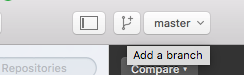 master
Add a branch
Repositories
Compare